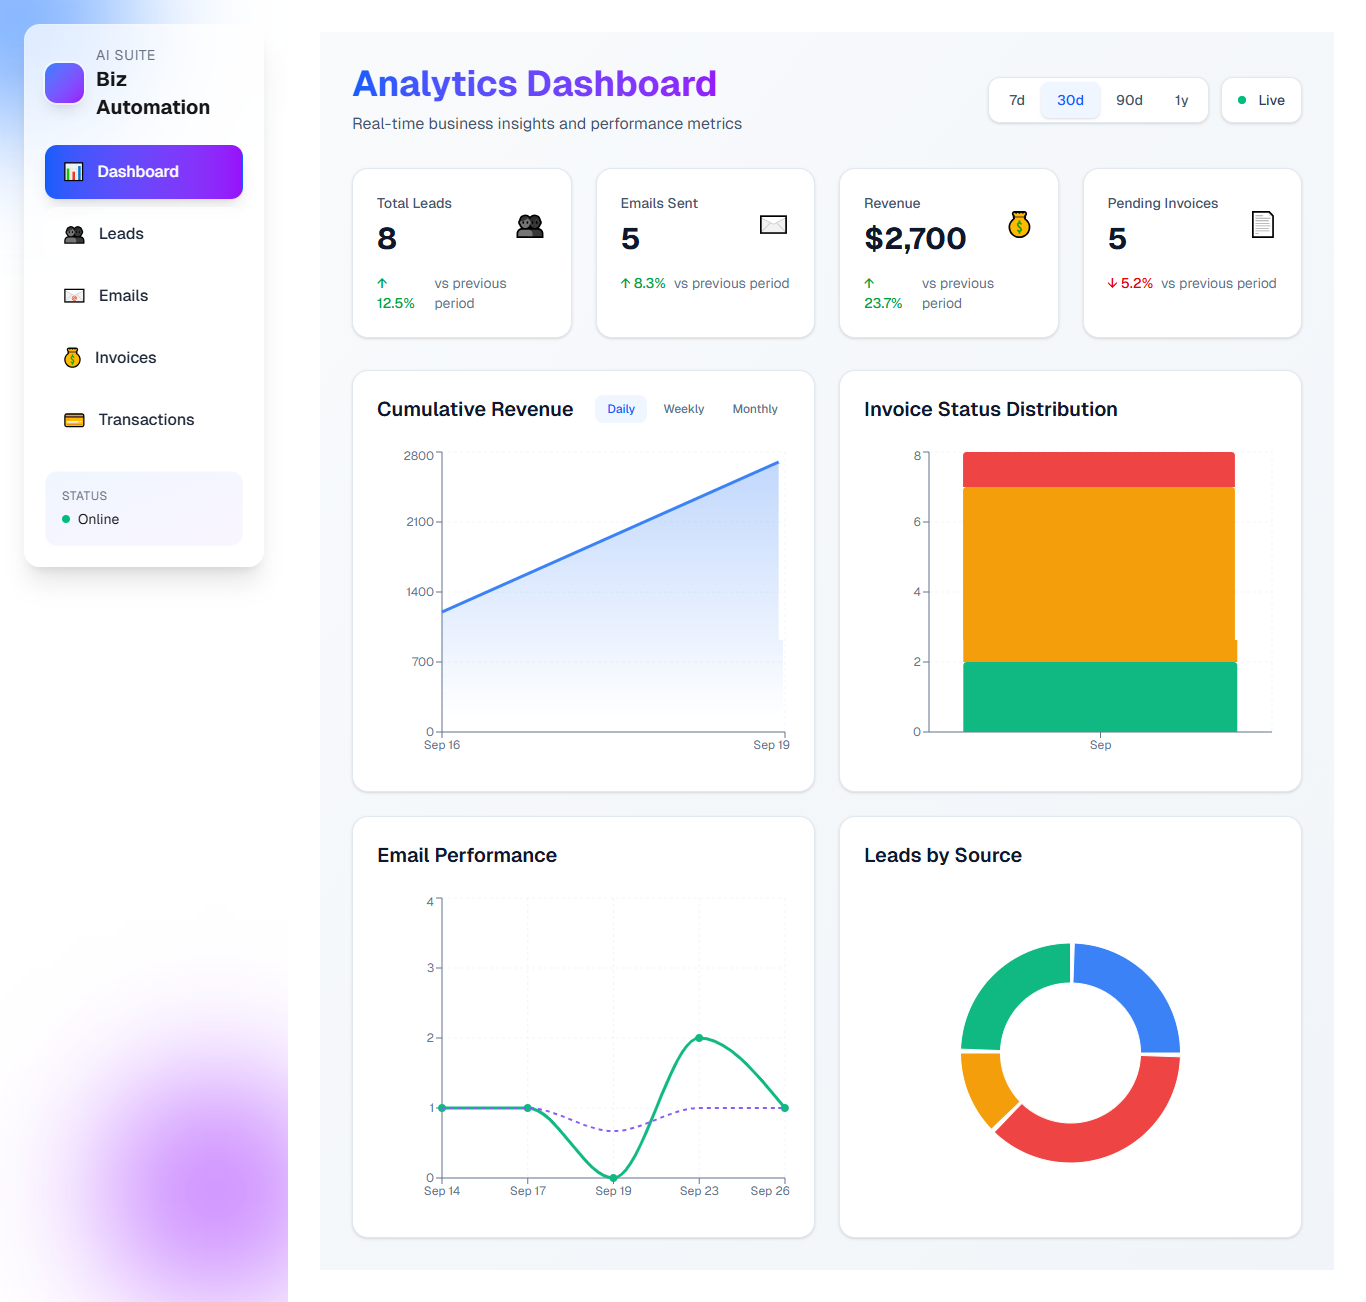 AI SUITE
Biz
Automation
Dashboard
Leads
Emails
Invoices
Transactions
STATUS
Online
Analytics Dashboard
Real-time business insights and performance metrics
7d
30d
90d
1y
Live
Total Leads
8
↑
12.5%
vs previous
period
Emails Sent
5
↑ 8.3% vs previous period
Revenue
$2,700
↑
23.7%
vs previous
period
Pending Invoices
5
↓ 5.2% vs previous period
Cumulative Revenue
Daily
Weekly
Monthly
2800
2100
1400
700
0
Sep 16
Sep 19
Invoice Status Distribution
8
6
4
2
0
Sep
Email Performance
4
3
2
1
0
Sep 14
Sep 17
Sep 19
Sep 23
Sep 26
Leads by Source